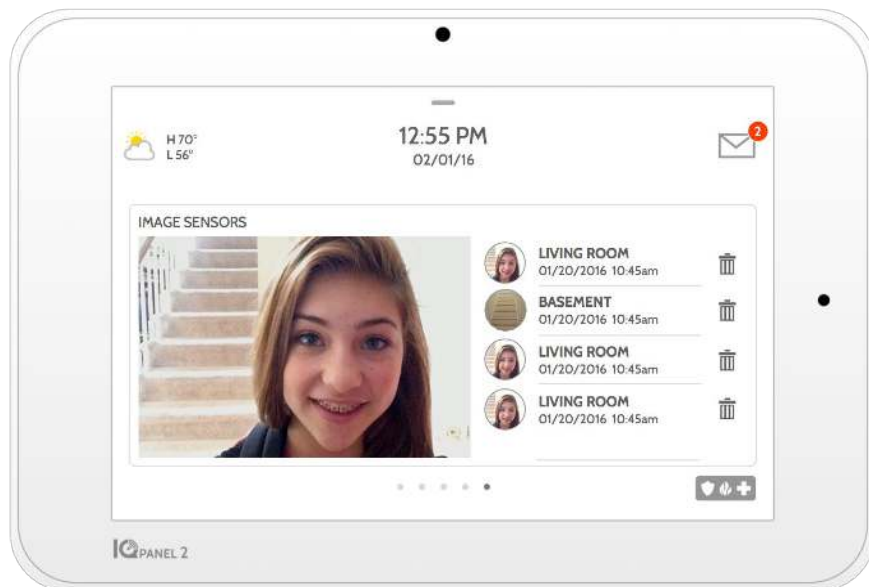 H 70°
L 56°
12:55 PM
02/01/16
2
IMAGE SENSORS
LIVING ROOM
01/20/2016 10:45am
BASEMENT
01/20/2016 10:45am
LIVING ROOM
01/20/2016 10:45am
LIVING ROOM
01/20/2016 10:45am
IQ PANEL 2